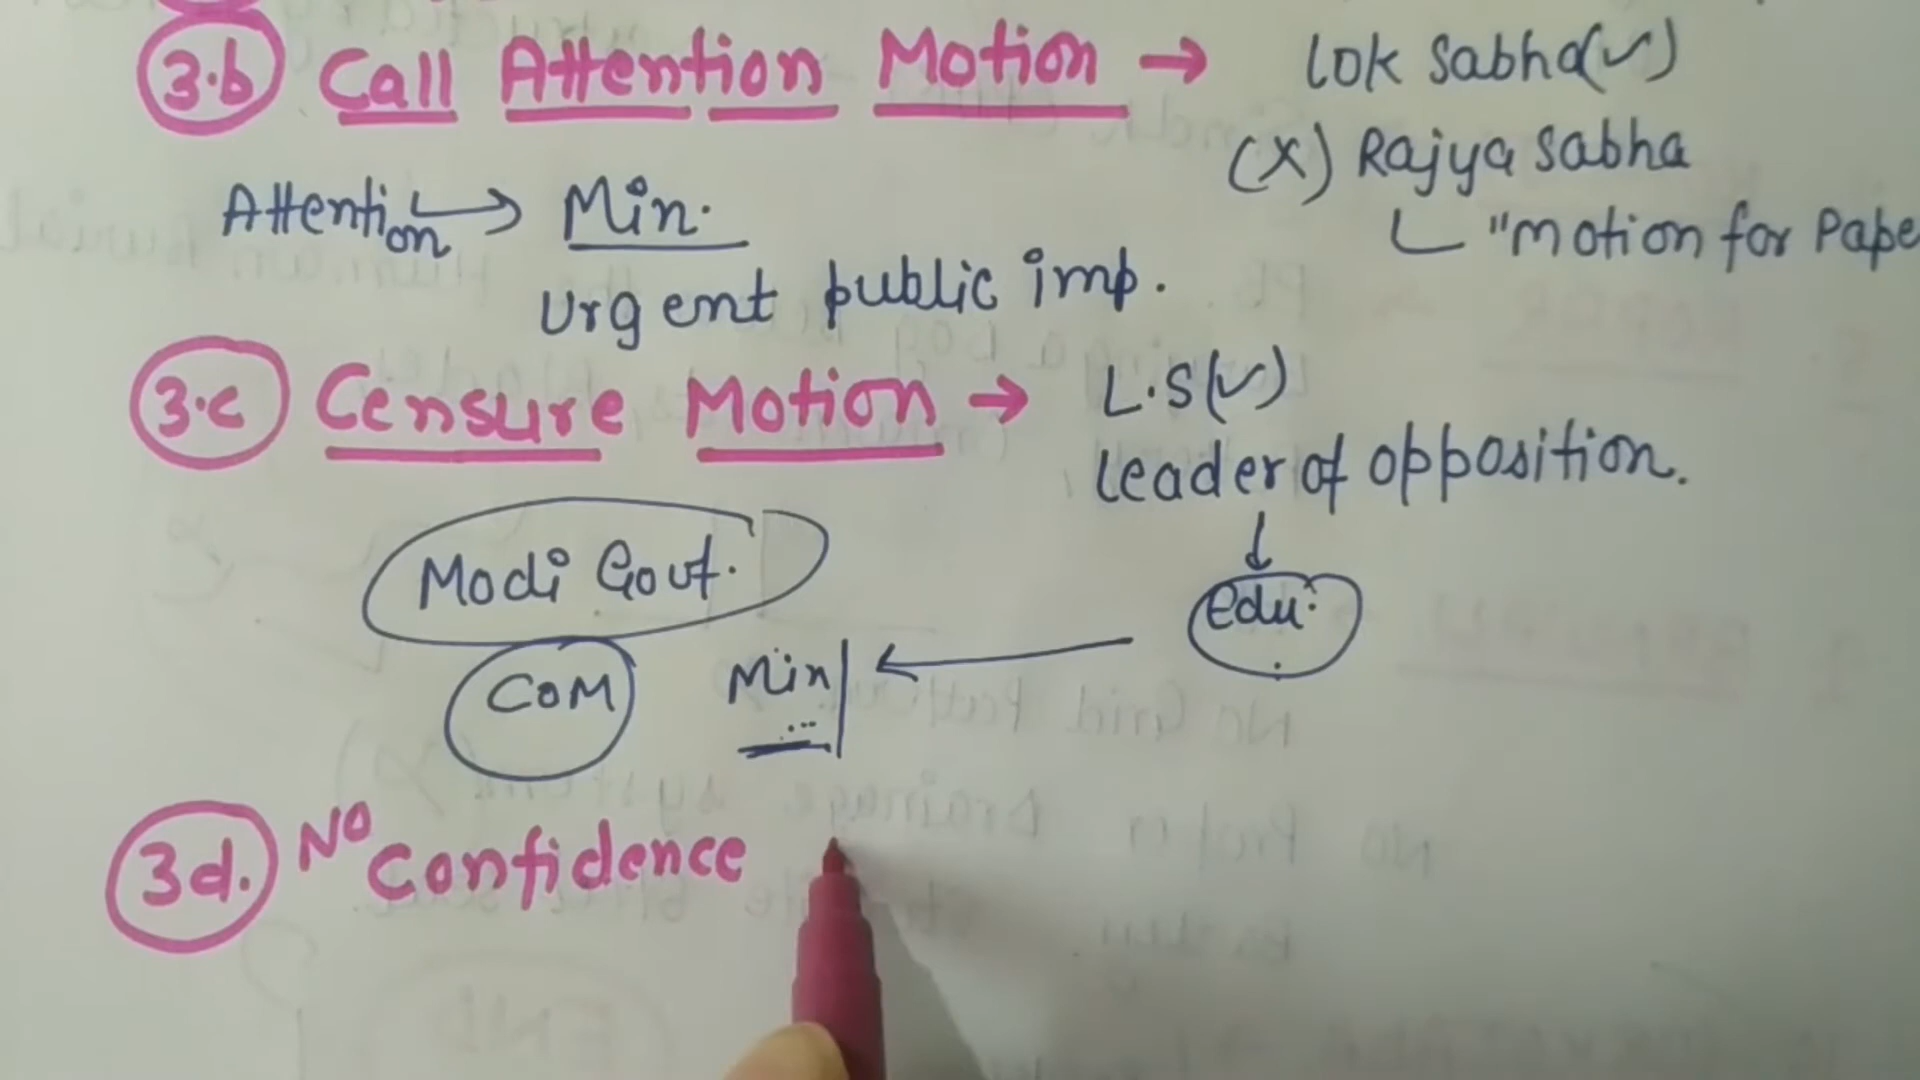 3.b Call Attention Motion → Lok Sabha(✓)
(X) Rajya Sabha
"motion for Pape
Attention → Min.
Urgent public imp.
3.c Censure Motion → L.S(✓)
Leader of opposition.
Modi Govt.
edu.
COM Min
3d. NO Confidence